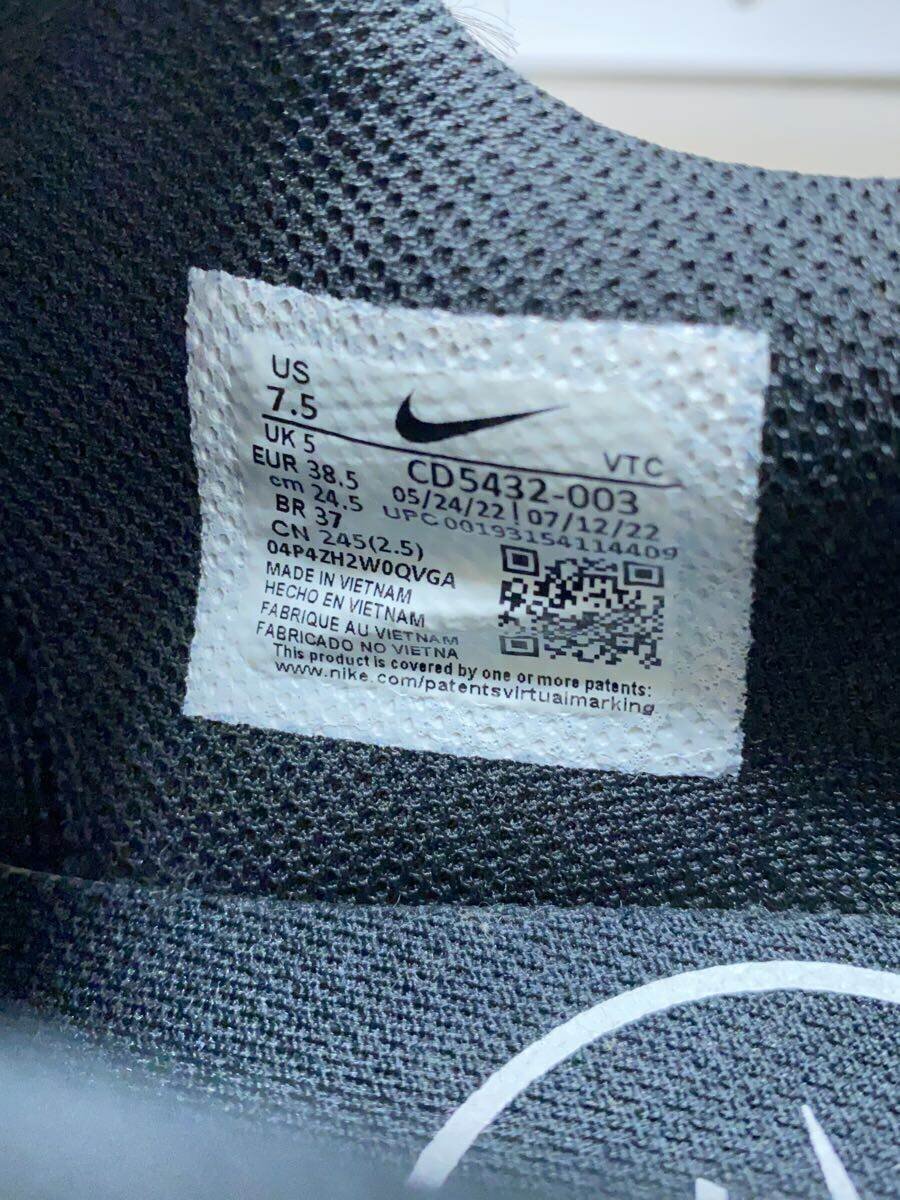 US
7.5
UK 5
EUR 38.5
cm 24.5
BR 37
CN 245(2.5)
04P4ZH2W0QVGA
VTC
CD5432-003
05/24/22 | 07/12/22
UPC 00193154114409
MADE IN VIETNAM
HECHO EN VIETNAM
FABRIQUE AU VIETNAM
FABRICADO NO VIETNA
This product is covered by one or more patents:
www.nike.com/patentsvirtualmarking